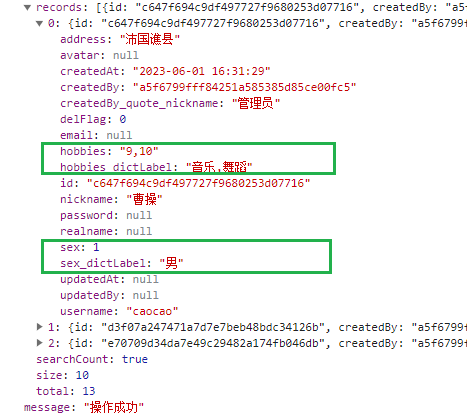 records: [{id: "c647f694c9df497727f9680253d07716", createdBy: "a5f6799f
0: {id: "c647f694c9df497727f9680253d07716", createdBy: "a5f6799ff
address: "沛国谯县"
avatar: null
createdAt: "2023-06-01 16:31:29"
createdBy: "a5f6799fff84251a585385d85ce00fc5"
createdBy_quote_nickname: "管理员"
delFlag: 0
email: null
hobbies: "9,10"
hobbies_dictLabel: "音乐,舞蹈"
id: "c647f694c9df497727f9680253d07716"
nickname: "曹操"
password: null
realname: null
sex: 1
sex_dictLabel: "男"
updatedAt: null
updatedBy: null
username: "caocao"
1: {id: "d3f07a247471a7d7e7beb48bdc34126b", createdBy: "a5f6799f
2: {id: "e70709d34da7e49c29482a174fb046db", createdBy: "a5f6799f
searchCount: true
size: 10
total: 13
message: "操作成功"